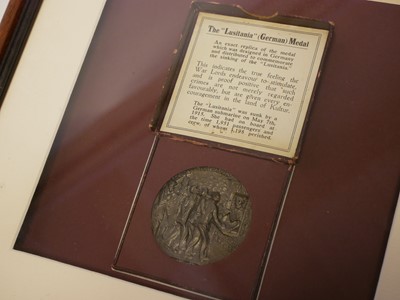 The "Lusitania" (German) Medal
An exact replica of the medal
which was designed in Germany
and distributed to commemorate
the sinking of the "Lusitania"
This indicates the true feeling the
War Lords endeavour to stimulate,
and is proof positive that such
crimes are not merely regarded
favourably, but are given every en-
couragement in the land of Kultur.
The "Lusitania" was sunk by a
German submarine on May 7th,
1915. She had on board at
the time 1,951 passengers and
crew, of whom 1,198 perished.